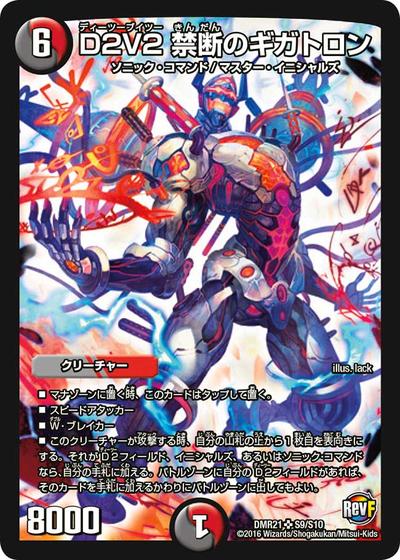 6
ディーツーブイツー きんだん
D2V2 禁断のギガトロン
ソニック・コマンド / マスター・イニシャルズ
illus. lack
クリーチャー
■ マナゾーンに置く時、このカードはタップして置く。
■ スピードアタッカー
■ W・ブレイカー
■ このクリーチャーが攻撃する時、自分の山札の上から1枚目を表向きに
する。それがD2フィールド、イニシャルズ、あるいはソニック・コマンド
なら、自分の手札に加える。バトルゾーンに自分のD2フィールドがあれば、
そのカードを手札に加えるかわりにバトルゾーンに出してもよい。
8000
1
RevF
DMR21 S9/S10
©2016 Wizards/Shogakukan/Mitsui-Kids